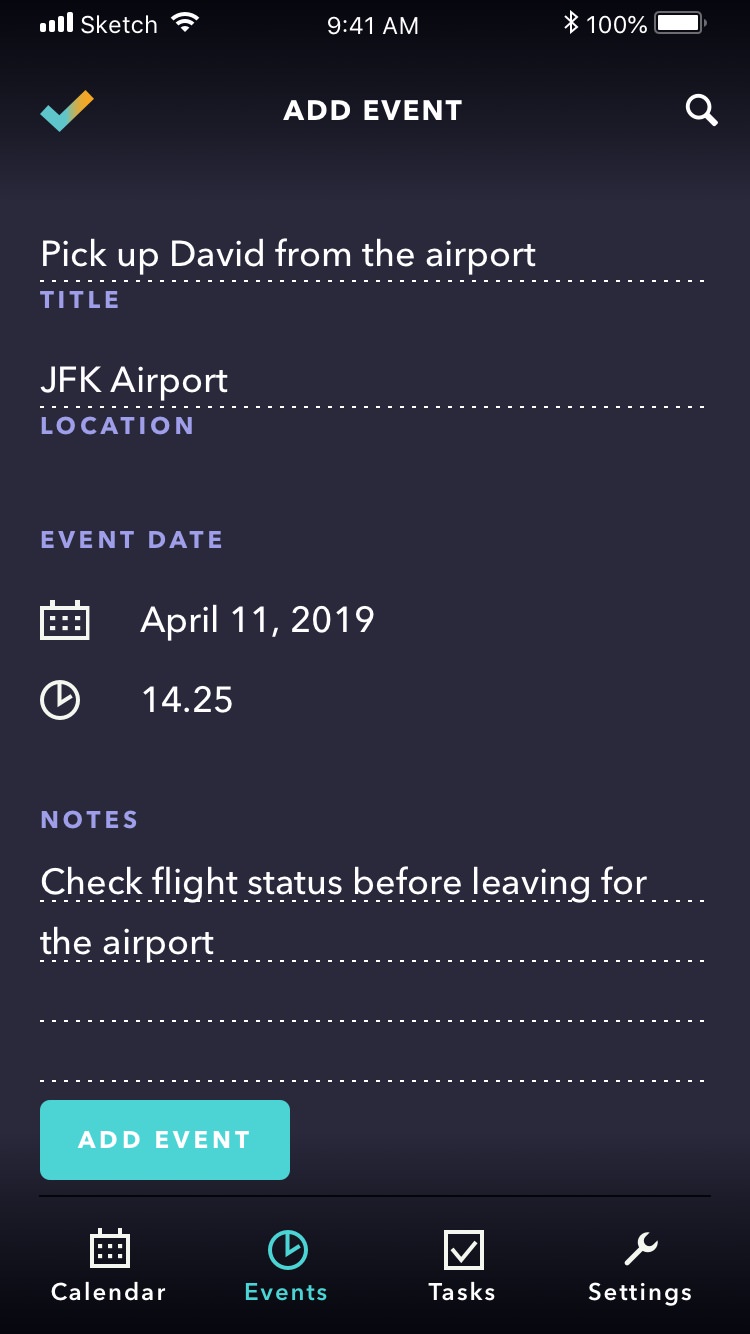 Sketch 9:41 AM 100%
ADD EVENT
Pick up David from the airport
TITLE
JFK Airport
LOCATION
EVENT DATE
April 11, 2019
14.25
NOTES
Check flight status before leaving for
the airport
ADD EVENT
Calendar Events Tasks Settings